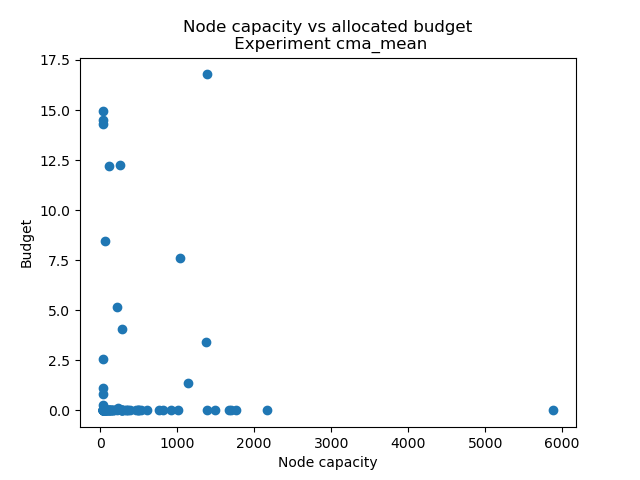 Node capacity vs allocated budget
Experiment cma_mean
17.5
15.0
12.5
10.0
7.5
5.0
2.5
0.0
Budget
0 1000 2000 3000 4000 5000 6000
Node capacity